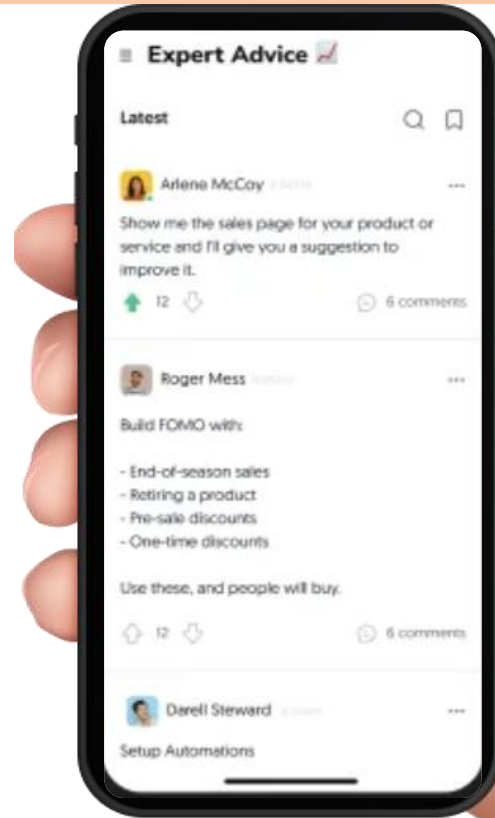 Expert Advice
Latest
Arlene McCoy
Show me the sales page for your product or
service and I'll give you a suggestion to
improve it.
12
6 comments
Roger Mess
Build FOMO with:
- End-of-season sales
- Retiring a product
- Pre-sale discounts
- One-time discounts
Use these, and people will buy.
12
6 comments
Darell Steward
Setup Automations